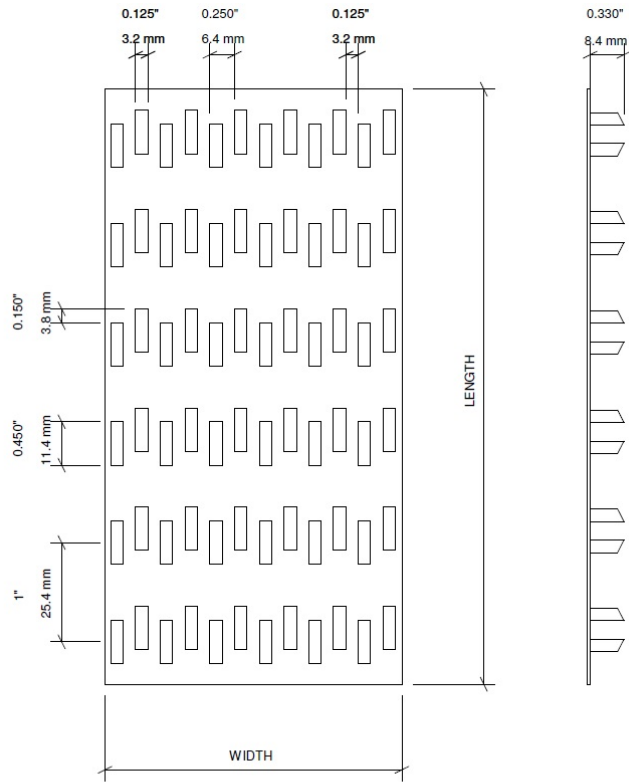 0.125"
3.2 mm
0.250"
6.4 mm
0.125"
3.2 mm
0.330"
8.4 mm
0.150"
3.8 mm
0.450"
11.4 mm
1"
25.4 mm
LENGTH
WIDTH